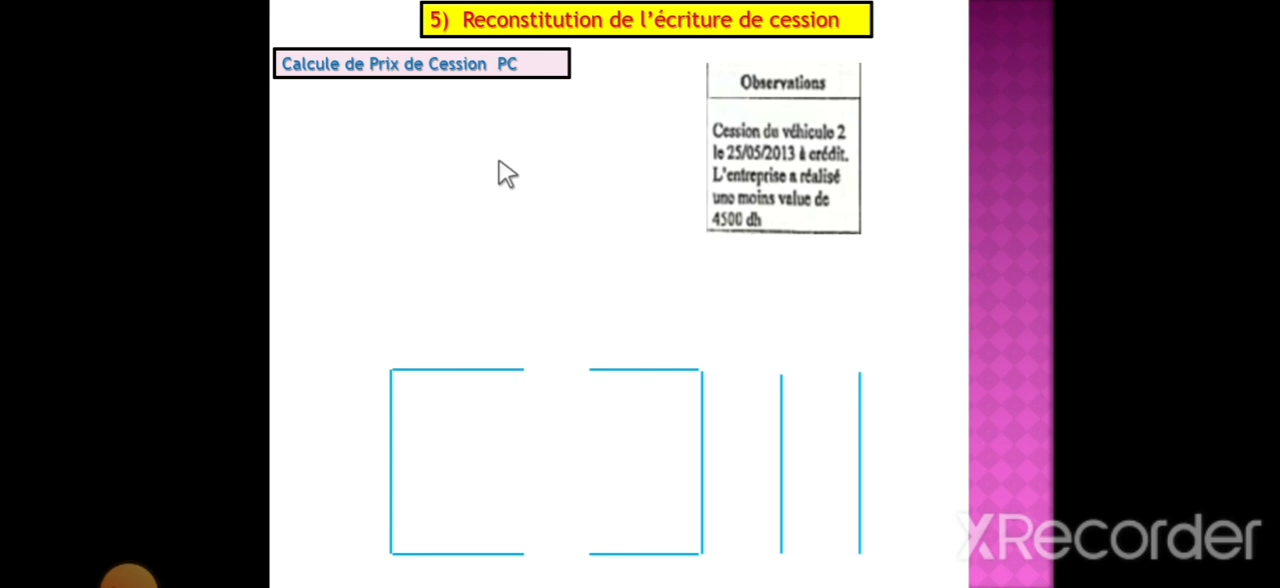 5) Reconstitution de l'écriture de cession
Calcule de Prix de Cession PC
Observations
Cession du véhicule 2
le 25/05/2013 à crédit.
L'entreprise a réalisé
une moins value de
4500 dh
XRecorder